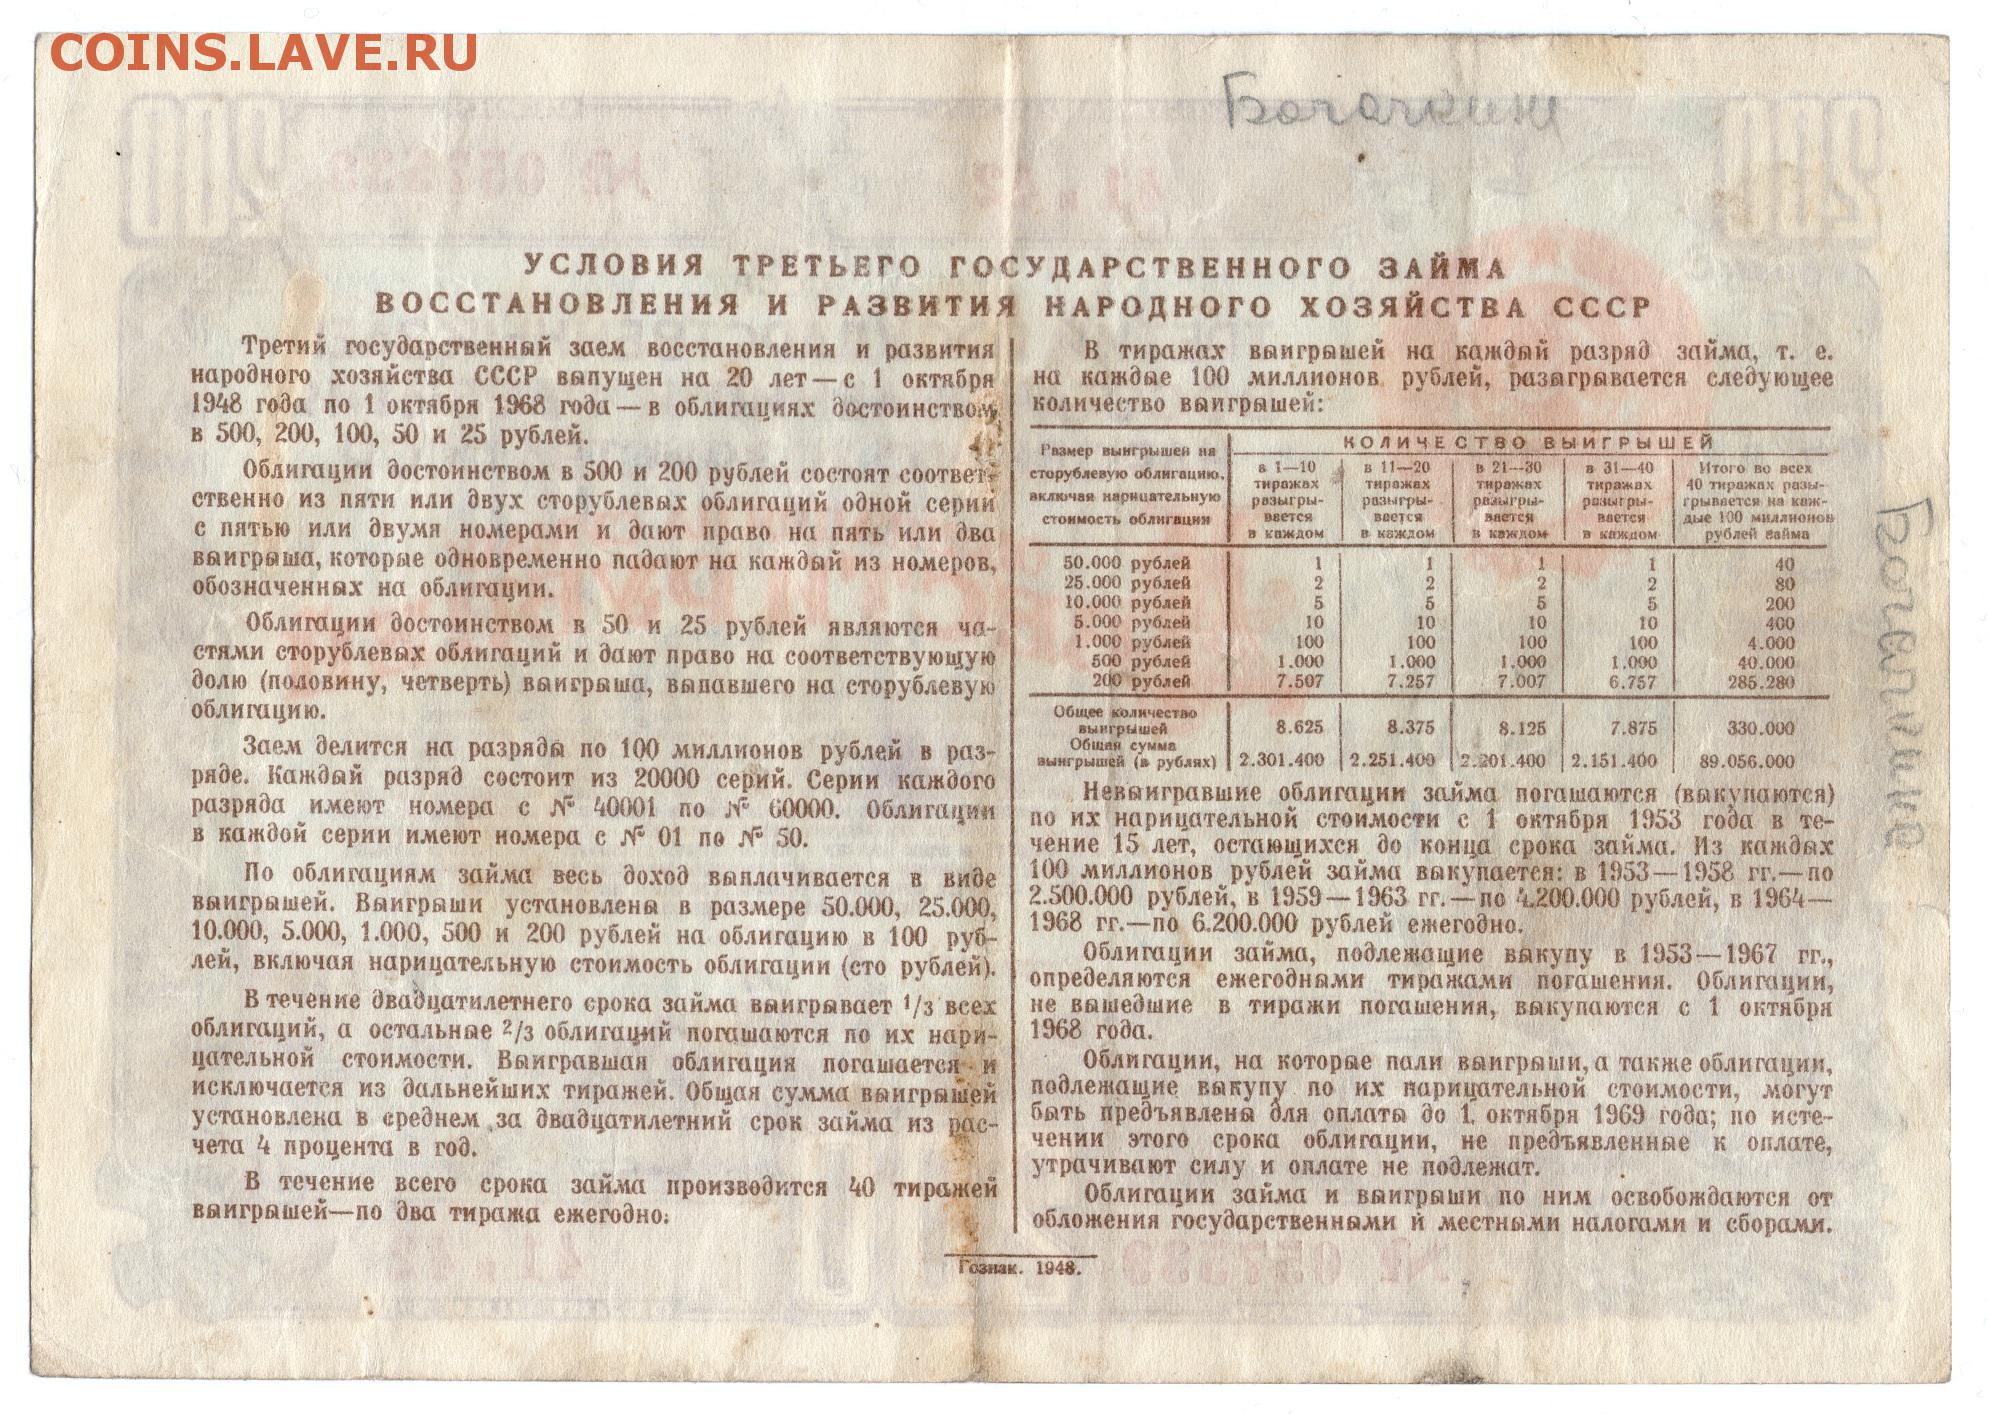 COINS.LAVE.RU
УСЛОВИЯ ТРЕТЬЕГО ГОСУДАРСТВЕННОГО ЗАЙМА
ВОССТАНОВЛЕНИЯ И РАЗВИТИЯ НАРОДНОГО ХОЗЯЙСТВА СССР
Третий государственный заем восстановления и развития
народного хозяйства СССР выпущен на 20 лет — с 1 октября
1948 года по 1 октября 1968 года — в облигациях достоинством
в 500, 200, 100, 50 и 25 рублей.
Облигации достоинством в 500 и 200 рублей состоят соответ-
ственно из пяти или двух сторублевых облигаций одной серии
с пятью или двумя номерами и дают право на пять или два
выигрыша, которые одновременно падают на каждый из номеров,
обозначенных на облигации.
Облигации достоинством в 50 и 25 рублей являются ча-
стями сторублевых облигаций и дают право на соответствующую
долю (половину, четверть) выигрыша, выпавшего на сторублевую
облигацию.
Заем делится на разряды по 100 миллионов рублей в раз-
ряде. Каждый разряд состоит из 20000 серий. Серии каждого
разряда имеют номера с № 40001 по № 60000. Облигации
в каждой серии имеют номера с № 01 по № 50.
По облигациям займа весь доход выплачивается в виде
выигрышей. Выигрыши установлены в размере 50.000, 25.000,
10.000, 5.000, 1.000, 500 и 200 рублей на облигацию в 100 руб-
лей, включая нарицательную стоимость облигации (сто рублей).
В течение двадцатилетнего срока займа выигрывает 1/3 всех
облигаций, а остальные 2/3 облигаций погашаются по их нари-
цательной стоимости. Выигравшая облигация погашается и
исключается из дальнейших тиражей. Общая сумма выигрышей
установлена в среднем за двадцатилетний срок займа из рас-
чета 4 процента в год.
В течение всего срока займа производится 40 тиражей
выигрышей—по два тиража ежегодно.
В тиражах выигрышей на каждый разряд займа, т. е.
на каждые 100 миллионов рублей, разыгрывается следующее
количество выигрышей:
Размер выигрышей на
сторублевую облигацию,
включая нарицательную
стоимость облигации
КОЛИЧЕСТВО ВЫИГРЫШЕЙ
в 1—10 тиражах разыгры-вается в каждом
в 11—20 тиражах разыгры-вается в каждом
в 21—30 тиражах разыгры-вается в каждом
в 31—40 тиражах разыгры-вается в каждом
Итого во всех 40 тиражах разы-грывается на каж-дые 100 миллионов рублей займа
50.000 рублей 1 1 1 1 40
25.000 рублей 2 2 2 2 80
10.000 рублей 5 5 5 5 200
5.000 рублей 10 10 10 10 400
1.000 рублей 100 100 100 100 4.000
500 рублей 1.000 1.000 1.000 1.000 40.000
200 рублей 7.507 7.257 7.007 6.757 285.280
Общее количество
выигрышей 8.625 8.375 8.125 7.875 330.000
Общая сумма
выигрышей (в рублях) 2.301.400 2.251.400 2.201.400 2.151.400 89.056.000
Невыигравшие облигации займа погашаются (выкупаются)
по их нарицательной стоимости с 1 октября 1953 года в те-
чение 15 лет, остающихся до конца срока займа. Из каждых
100 миллионов рублей займа выкупается: в 1953—1958 гг.—по
2.500.000 рублей, в 1959—1963 гг.—по 4.200.000 рублей, в 1964—
1968 гг.—по 6.200.000 рублей ежегодно.
Облигации займа, подлежащие выкупу в 1953—1967 гг.,
определяются ежегодными тиражами погашения. Облигации,
не вышедшие в тиражи погашения, выкупаются с 1 октября
1968 года.
Облигации, на которые пали выигрыши, а также облигации,
подлежащие выкупу по их нарицательной стоимости, могут
быть предъявлены для оплаты до 1 октября 1969 года; по исте-
чении этого срока облигации, не предъявленные к оплате,
утрачивают силу и оплате не подлежат.
Облигации займа и выигрыши по ним освобождаются от
обложения государственными и местными налогами и сборами.
Гознак. 1948.